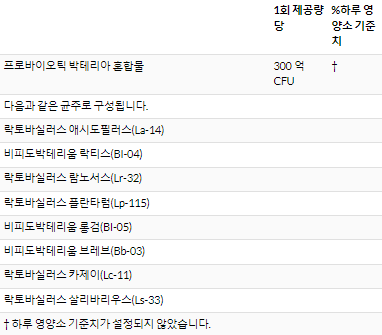 1회 제공량 %하루 영
당 양소 기준
치
프로바이오틱 박테리아 혼합물 300 억 †
CFU
다음과 같은 균주로 구성됩니다.
락토바실러스 애시도필러스(La-14)
비피도박테리움 락티스(Bl-04)
락토바실러스 람노서스(Lr-32)
락토바실러스 플란타럼(Lp-115)
비피도박테리움 롱검(Bl-05)
비피도박테리움 브레브(Bb-03)
락토바실러스 카제이(Lc-11)
락토바실러스 살리바리우스(Ls-33)
† 하루 영양소 기준치가 설정되지 않았습니다.